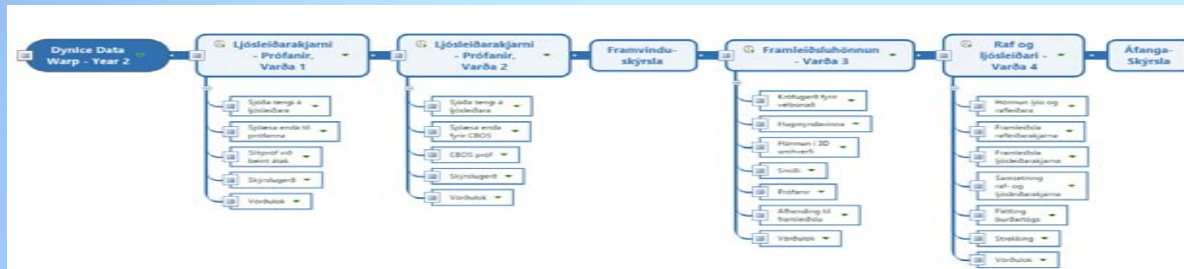 DynIce Data
Warp - Year 2
Ljósleiðarakjarni
- Prófanir,
Varða 1
Sjóða tengi á
ljósleiðara
Splæsa enda til
prófanna
Slitpróf við
beint átak
Skýrslugerð
Vörðulok
Ljósleiðarakjarni
- Prófanir,
Varða 2
Sjóða tengi á
ljósleiðara
Splæsa enda
fyrir CBOS
CBOS próf
Skýrslugerð
Vörðulok
Framvindu-
skýrsla
Framleiðsluhönnun
- Varða 3
Kröfugerð fyrir
vélbúnað
Hugmyndavinna
Hönnun í 3D
umhverfi
Smíði
Prófanir
Afhending til
framleiðslu
Vörðulok
Raf og
ljósleiðari -
Varða 4
Hönnun ljós og
rafleiðara
Framleiðsla
rafleiðarakjarna
Framleiðsla
ljósleiðarakjarna
Samsetning
raf- og
ljósleiðarakjarna
Flétting
burðartógs
Strekking
Vörðulok
Áfanga-
Skýrsla